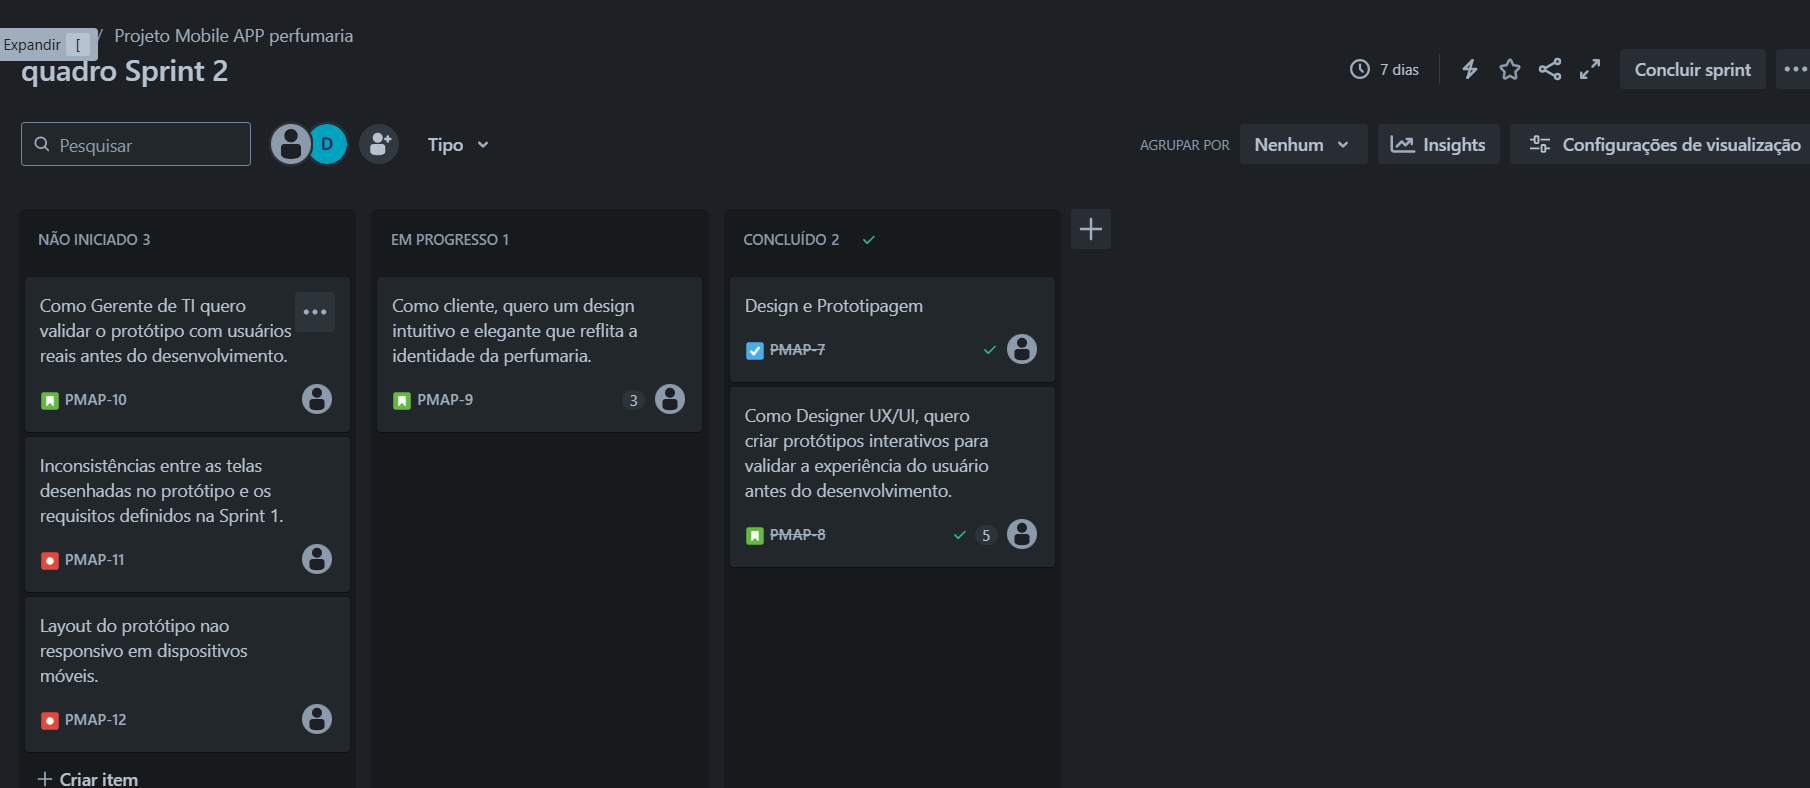 Expandir [
/ Projeto Mobile APP perfumaria
quadro Sprint 2
7 dias
Concluir sprint
Pesquisar
D
Tipo
AGRUPAR POR
Nenhum
Insights
Configurações de visualização
NÃO INICIADO 3
Como Gerente de TI quero
validar o protótipo com usuários
reais antes do desenvolvimento.
PMAP-10
Inconsistências entre as telas
desenhadas no protótipo e os
requisitos definidos na Sprint 1.
PMAP-11
Layout do protótipo nao
responsivo em dispositivos
móveis.
PMAP-12
Criar item
EM PROGRESSO 1
Como cliente, quero um design
intuitivo e elegante que reflita a
identidade da perfumaria.
PMAP-9
3
CONCLUÍDO 2
Design e Prototipagem
PMAP-7
Como Designer UX/UI, quero
criar protótipos interativos para
validar a experiência do usuário
antes do desenvolvimento.
PMAP-8
5